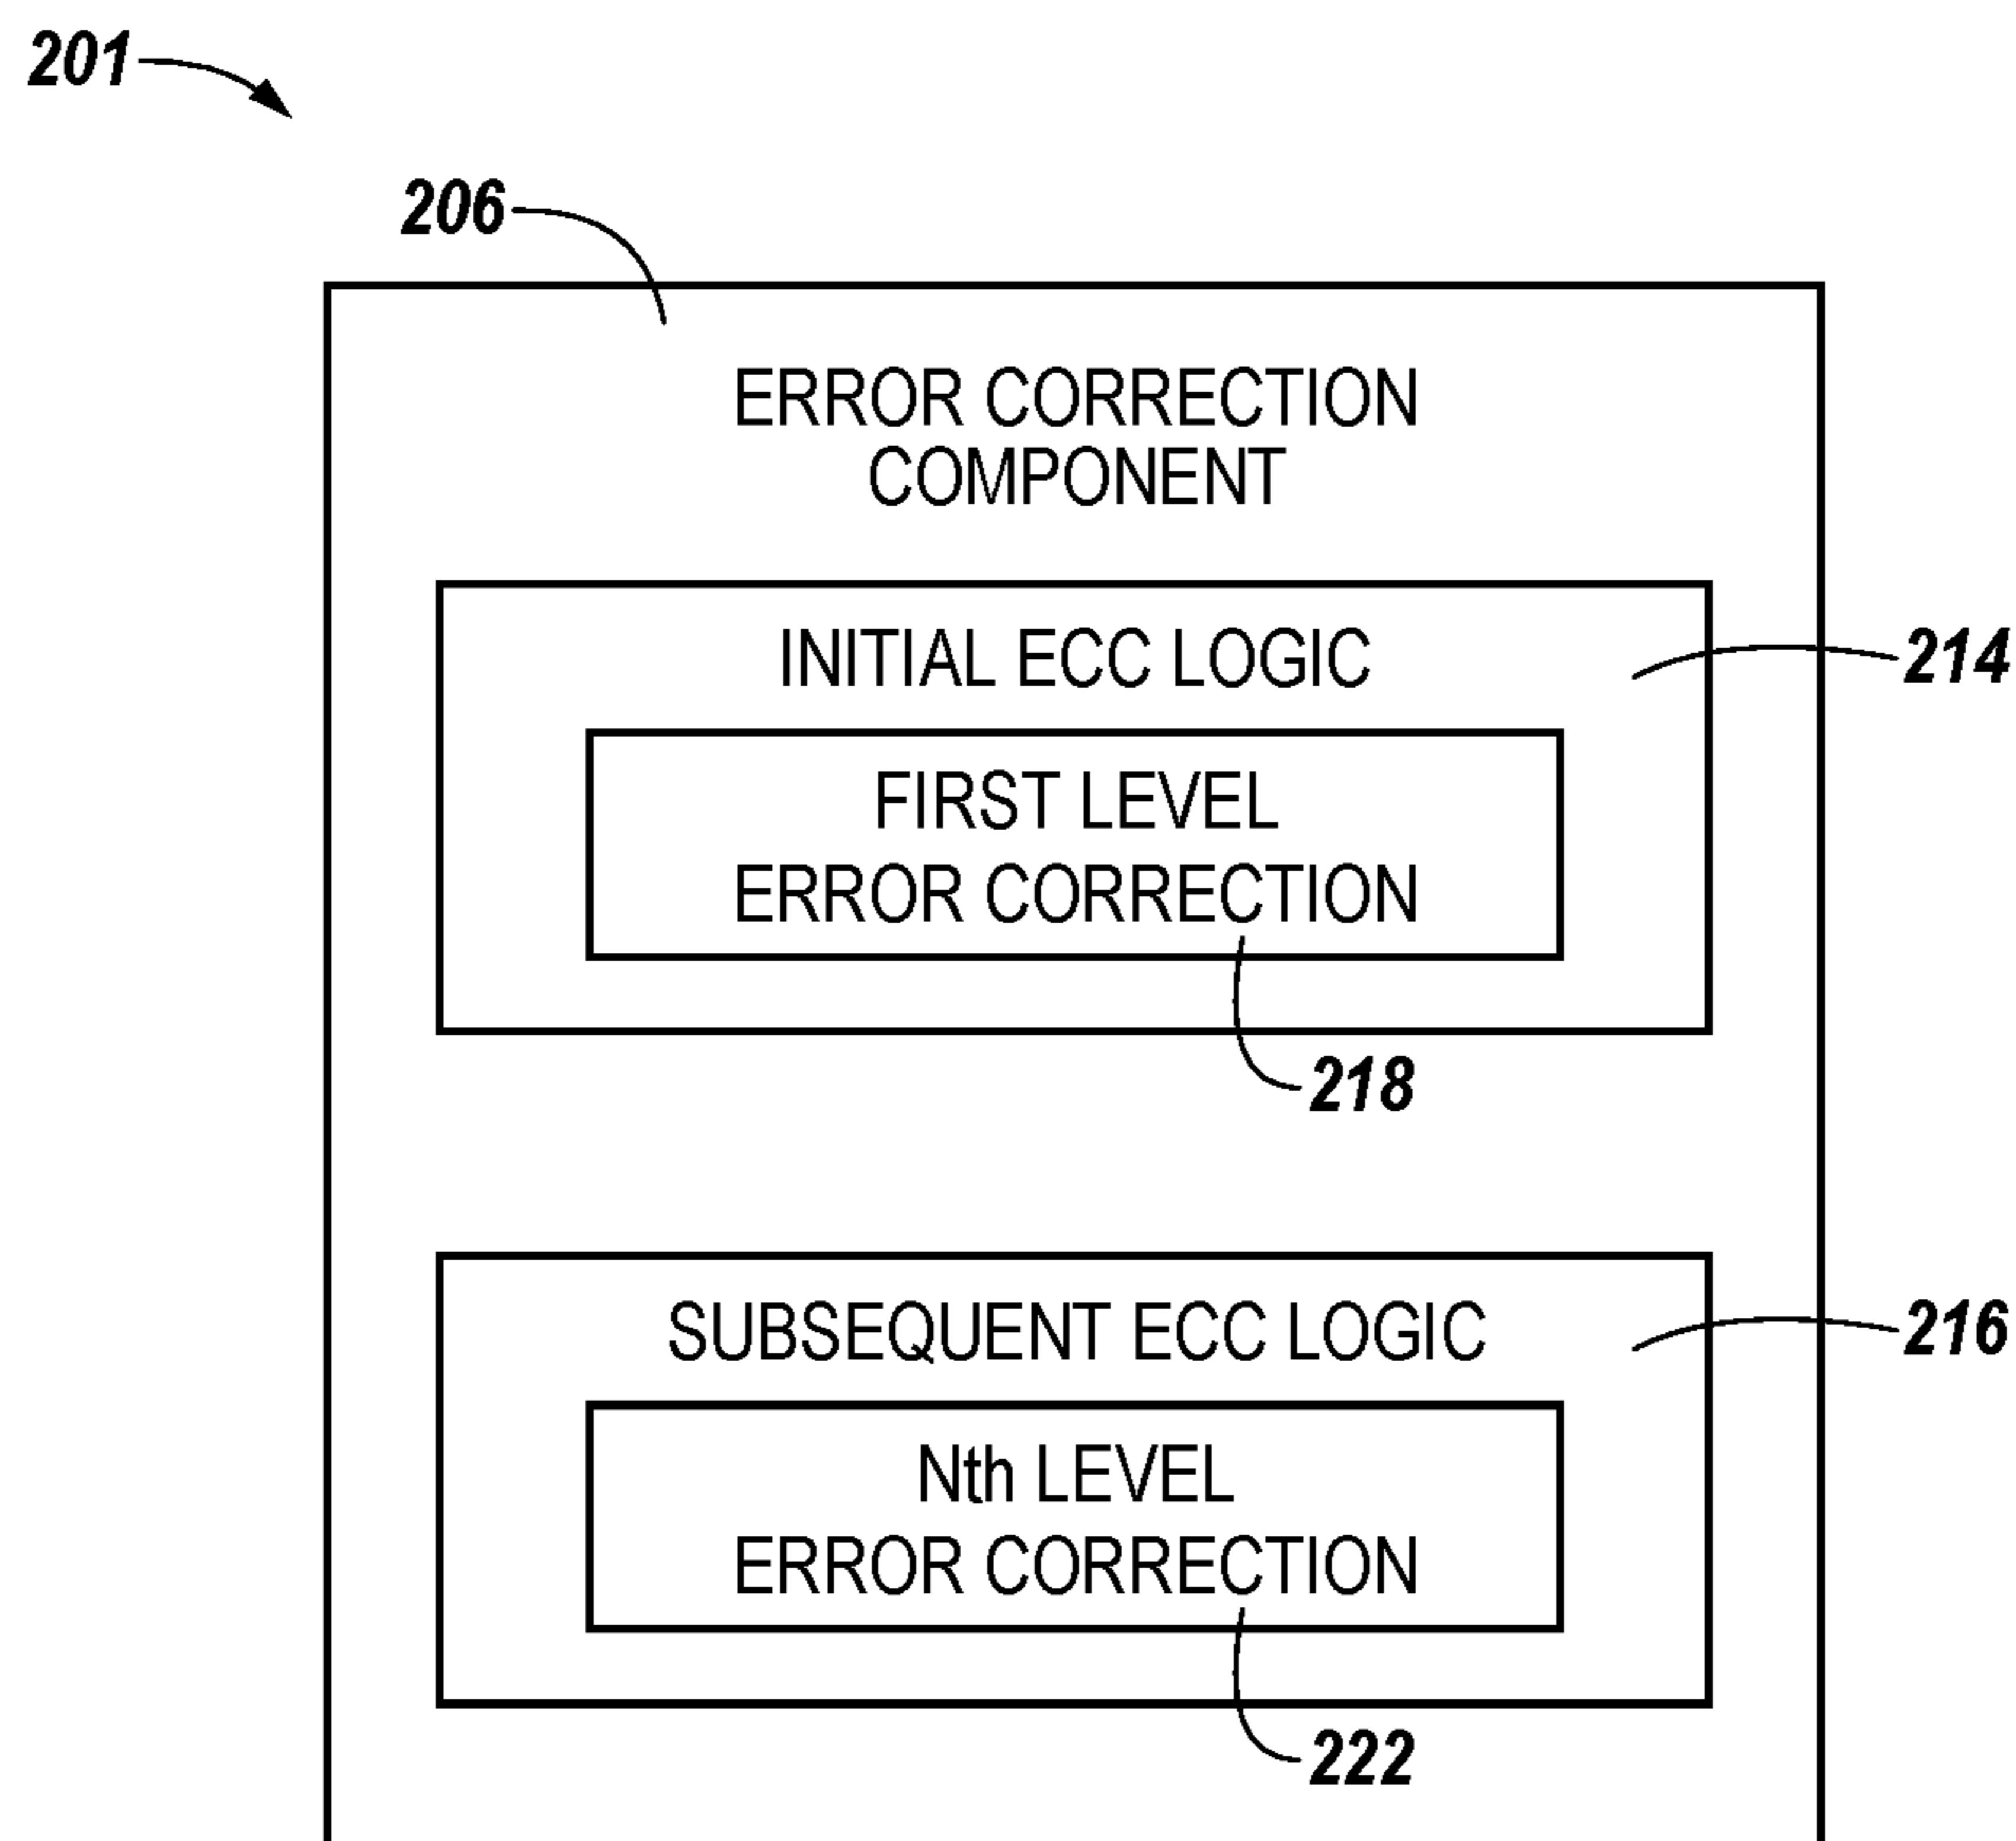 201
206
ERROR CORRECTION
COMPONENT
INITIAL ECC LOGIC
214
FIRST LEVEL
ERROR CORRECTION
218
SUBSEQUENT ECC LOGIC
216
Nth LEVEL
ERROR CORRECTION
222